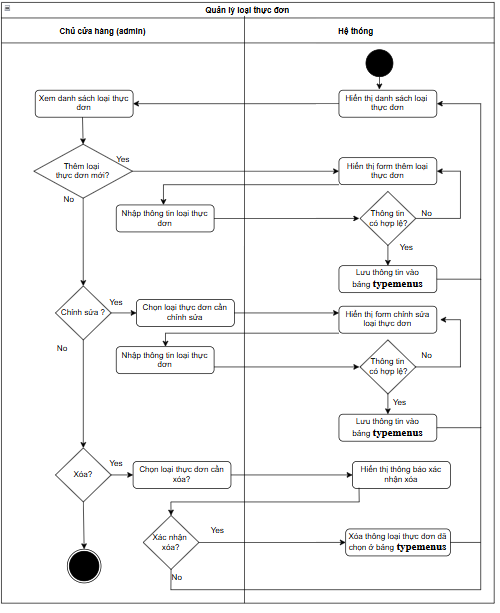 Quản lý loại thực đơn
Chủ cửa hàng (admin)
Hệ thống
Xem danh sách loại thực
đơn
Hiển thị danh sách loại
thực đơn
Thêm loại
thực đơn mới?
Yes
No
Hiển thị form thêm loại
thực đơn
Nhập thông tin loại thực
đơn
Thông tin
có hợp lệ?
No
Yes
Lưu thông tin vào
bảng typemenus
Chỉnh sửa ?
Yes
No
Chọn loại thực đơn cần
chỉnh sửa
Hiển thị form chỉnh sửa
loại thực đơn
Nhập thông tin loại thực
đơn
Thông tin
có hợp lệ?
No
Yes
Lưu thông tin vào
bảng typemenus
Xóa?
Yes
Chọn loại thực đơn cần
xóa?
Hiển thị thông báo xác
nhận xóa
Xác nhận
xóa?
Yes
No
Xóa thông loại thực đơn đã
chọn ở bảng typemenus